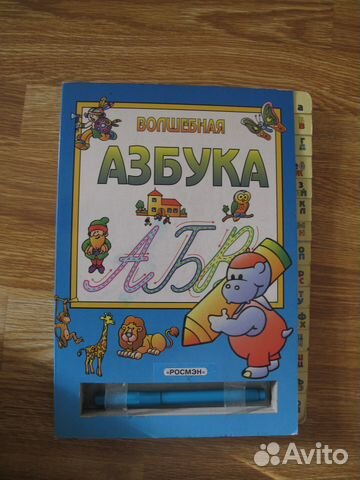 ВОЛШЕБНАЯ
АЗБУКА
АБВ
«РОСМЭН»
а
в
г
з й
к л
м н
о п
р с
т у
ф х
Avito